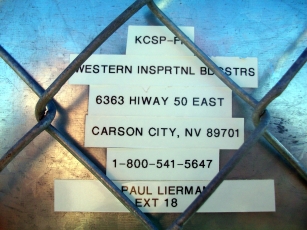 KCSP-
WESTERN INSPRTNL
6363 HIWAY 50 EAST
CARSON CITY, NV 89701
1-800-541-5647
PAUL LIERMAN
EXT 18